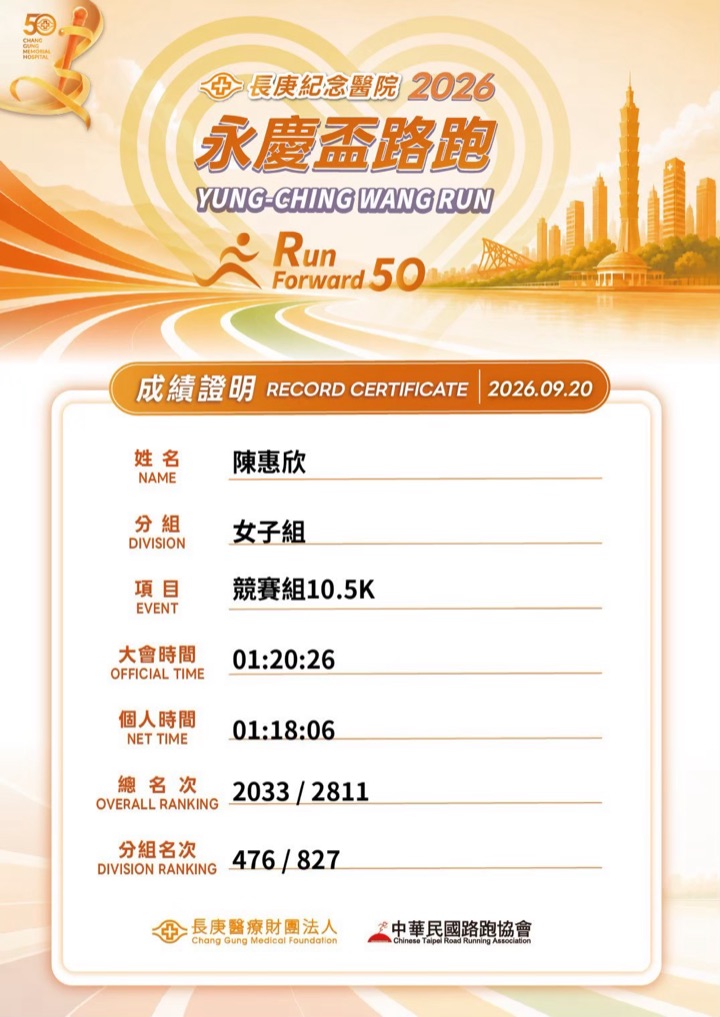 50
CHANG
GUNG
MEMORIAL
HOSPITAL
長庚紀念醫院 2026
永慶盃路跑
YUNG-CHING WANG RUN
Run
Forward 50
成績證明 RECORD CERTIFICATE 2026.09.20
姓名 陳惠欣
NAME
分組 女子組
DIVISION
項目 競賽組10.5K
EVENT
大會時間 01:20:26
OFFICIAL TIME
個人時間 01:18:06
NET TIME
總名次 2033 / 2811
OVERALL RANKING
分組名次 476 / 827
DIVISION RANKING
長庚醫療財團法人
Chang Gung Medical Foundation
中華民國路跑協會
Chinese Taipei Road Running Association